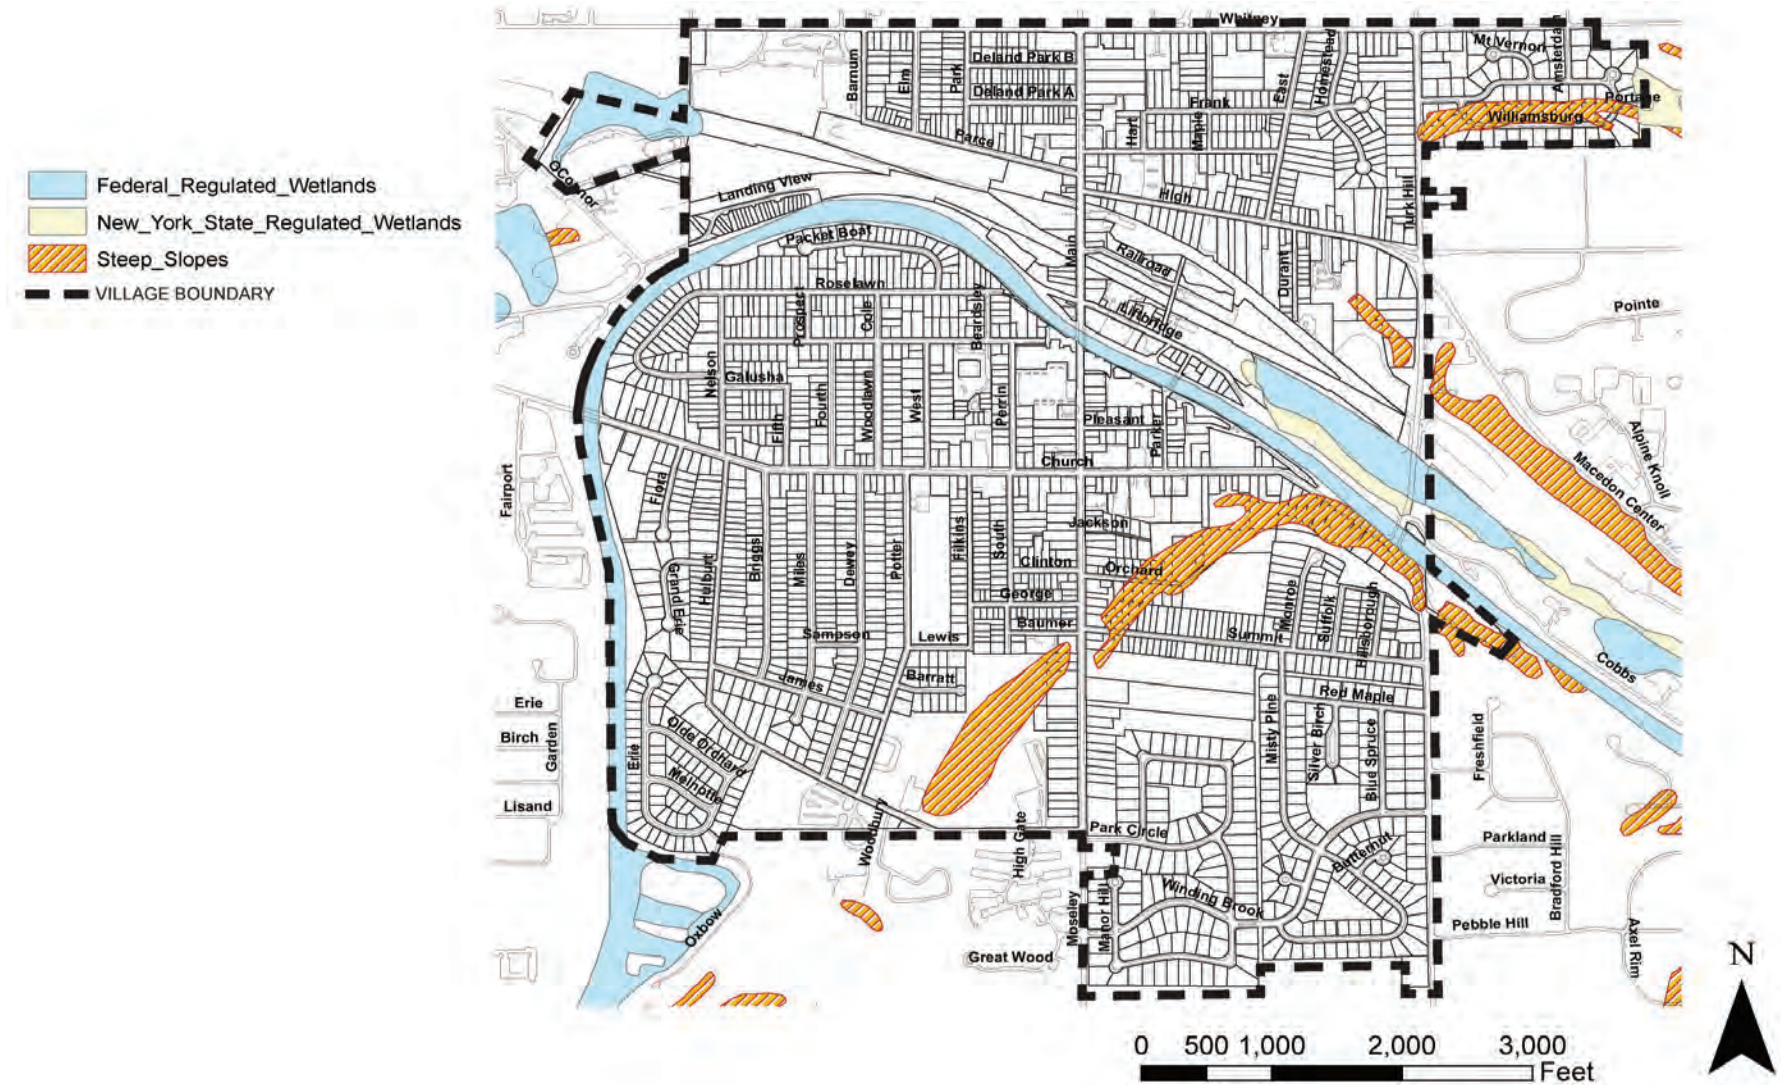 Federal_Regulated_Wetlands
New_York_State_Regulated_Wetlands
Steep_Slopes
VILLAGE BOUNDARY
Whitney
Barnum
Elm
Park
Deland Park B
Deland Park A
Parce
Hart
Maple
Frank
East
Homestead
High
Turk Hill
Mt Vernon
Amsterdam
Portage
Williamsburg
OConnor
Landing View
Packet Boat
Roselawn
Prospect
Cole
Beardsley
Main
Railroad
Liftbridge
Durant
Pointe
Nelson
Galusha
Fifth
Fourth
Woodlawn
West
Perrin
Pleasant
Parker
Church
Alpine Knoll
Macedon Center
Fairport
Flora
Grand Erie
Hulburt
Briggs
Miles
Dewey
Potter
Filkins
South
Jackson
Clinton
Orchard
George
Baumer
Sampson
Lewis
Summit
Monroe
Suffolk
Hillsborough
Cobbs
James
Barratt
Red Maple
Misty Pine
Silver Birch
Blue Spruce
Freshfield
Erie
Birch
Garden
Lisand
Erie
Olde Orchard
Melnotte
Woodbury
High Gate
Park Circle
Butternut
Parkland
Victoria
Bradford Hill
Winding Brook
Moseley
Manor Hill
Pebble Hill
Axel Rim
Oxbow
Great Wood
N
0 500 1,000 2,000 3,000
Feet